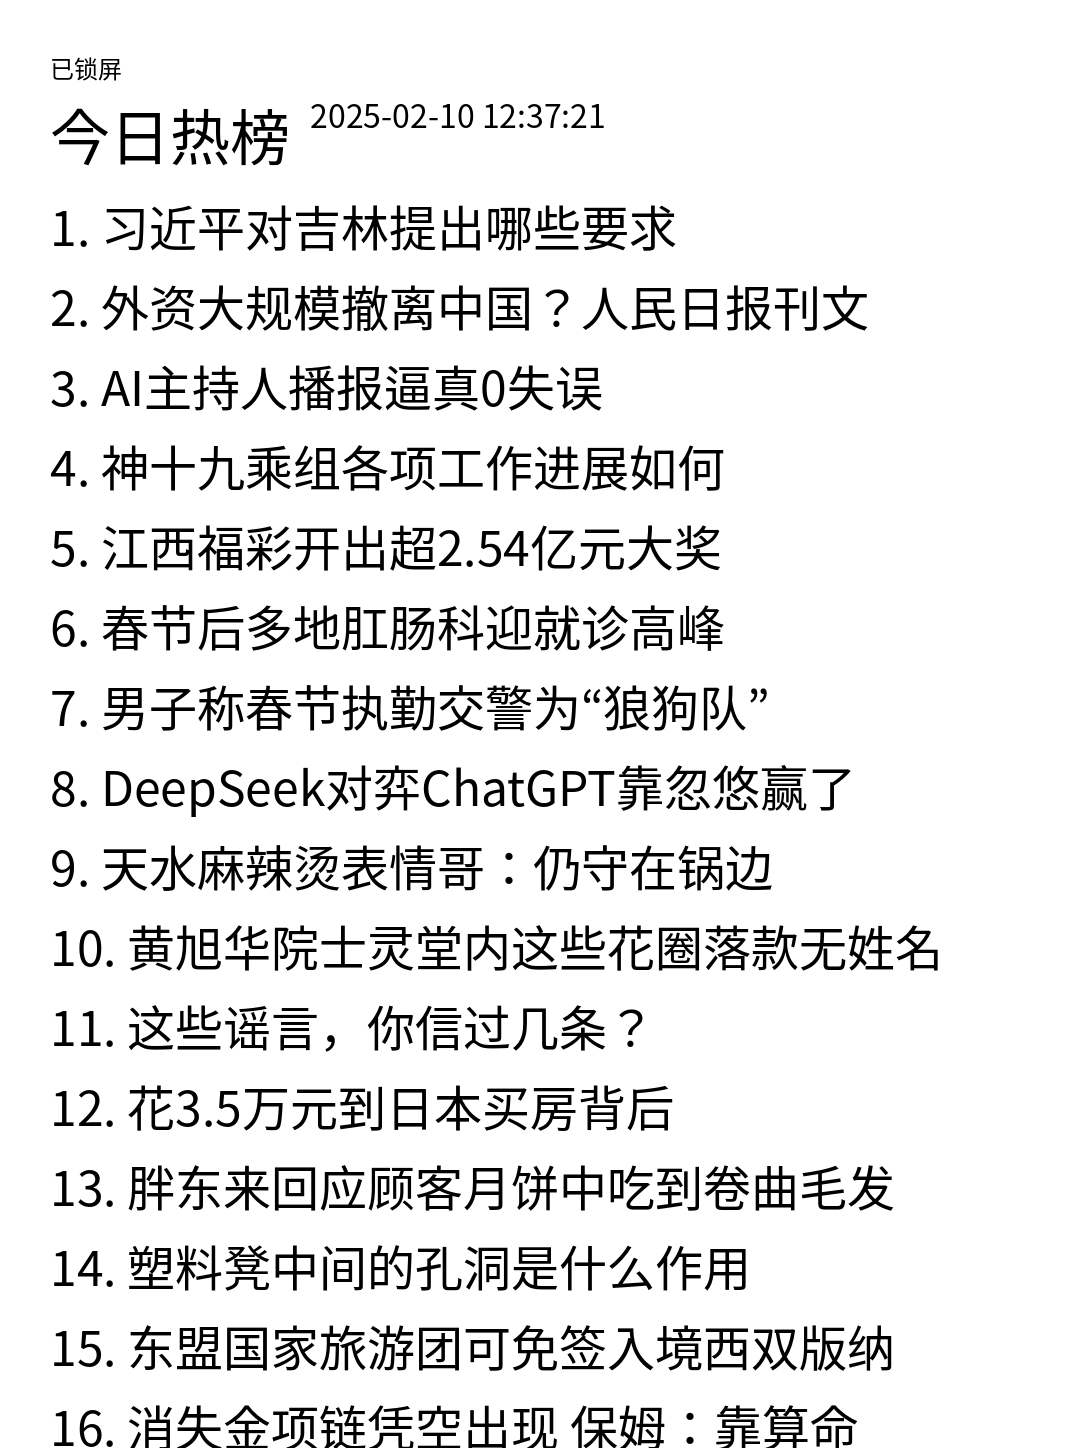 已锁屏
今日热榜 2025-02-10 12:37:21
1. 习近平对吉林提出哪些要求
2. 外资大规模撤离中国？人民日报刊文
3. AI主持人播报逼真0失误
4. 神十九乘组各项工作进展如何
5. 江西福彩开出超2.54亿元大奖
6. 春节后多地肛肠科迎就诊高峰
7. 男子称春节执勤交警为“狼狗队”
8. DeepSeek对弈ChatGPT靠忽悠赢了
9. 天水麻辣烫表情哥：仍守在锅边
10. 黄旭华院士灵堂内这些花圈落款无姓名
11. 这些谣言，你信过几条？
12. 花3.5万元到日本买房背后
13. 胖东来回应顾客月饼中吃到卷曲毛发
14. 塑料凳中间的孔洞是什么作用
15. 东盟国家旅游团可免签入境西双版纳
16. 消失金项链凭空出现 保姆：靠算命